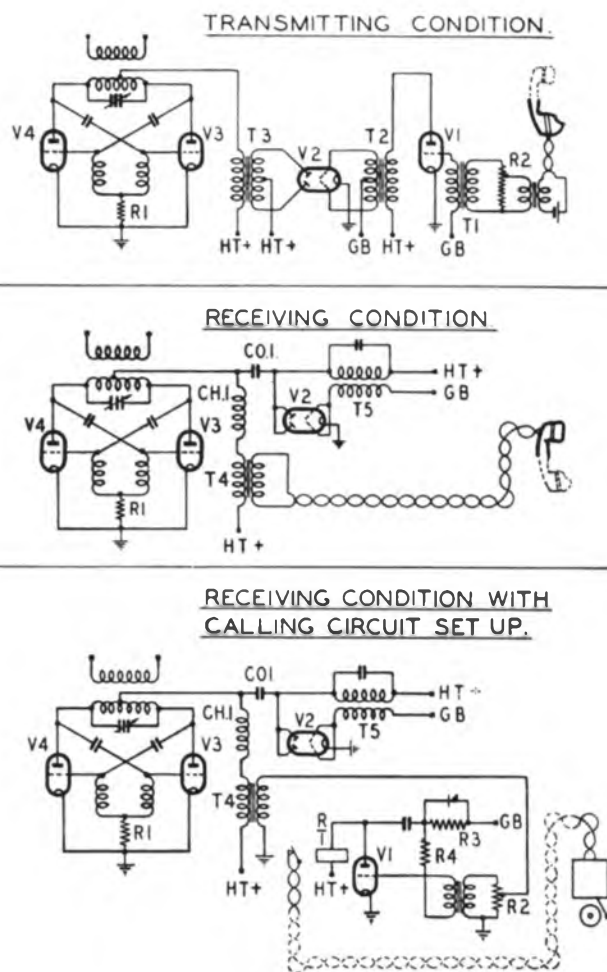 TRANSMITTING CONDITION.
V4
V3
R1
T3
V2
T2
V1
R2
T1
HT+
HT+
GB
HT+
GB
RECEIVING CONDITION.
CO.1.
CH.1
V2
T5
HT+
GB
V4
V3
R1
T4
HT+
RECEIVING CONDITION WITH
CALLING CIRCUIT SET UP.
CO1.
CH.1
V2
T5
HT+
GB
V4
V3
R1
T4
HT+
R
T
HT+
V1
R4
R3
GB
R2